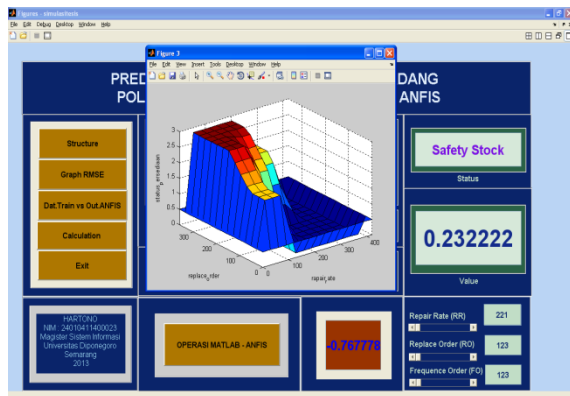 Figures - simulasitesis
File Edit Debug Desktop Window Help
Figure 3
File Edit View Insert Tools Desktop Window Help
PRED DANG
POL ANFIS
Structure
Graph RMSE
Dat.Train vs Out.ANFIS
Calculation
Exit
3
2.5
2
1.5
1
0.5
0
status_persediaan
300
200
100
0
replace_order
0
100
200
300
400
repair_rate
Safety Stock
Status
0.232222
Value
HARTONO
NIM : 24010411400023
Magister Sistem Informasi
Universitas Diponegoro
Semarang
2013
OPERASI MATLAB - ANFIS
-0.767778
Repair Rate (RR) 221
Replace Order (RO) 123
Frequence Order (FO) 123